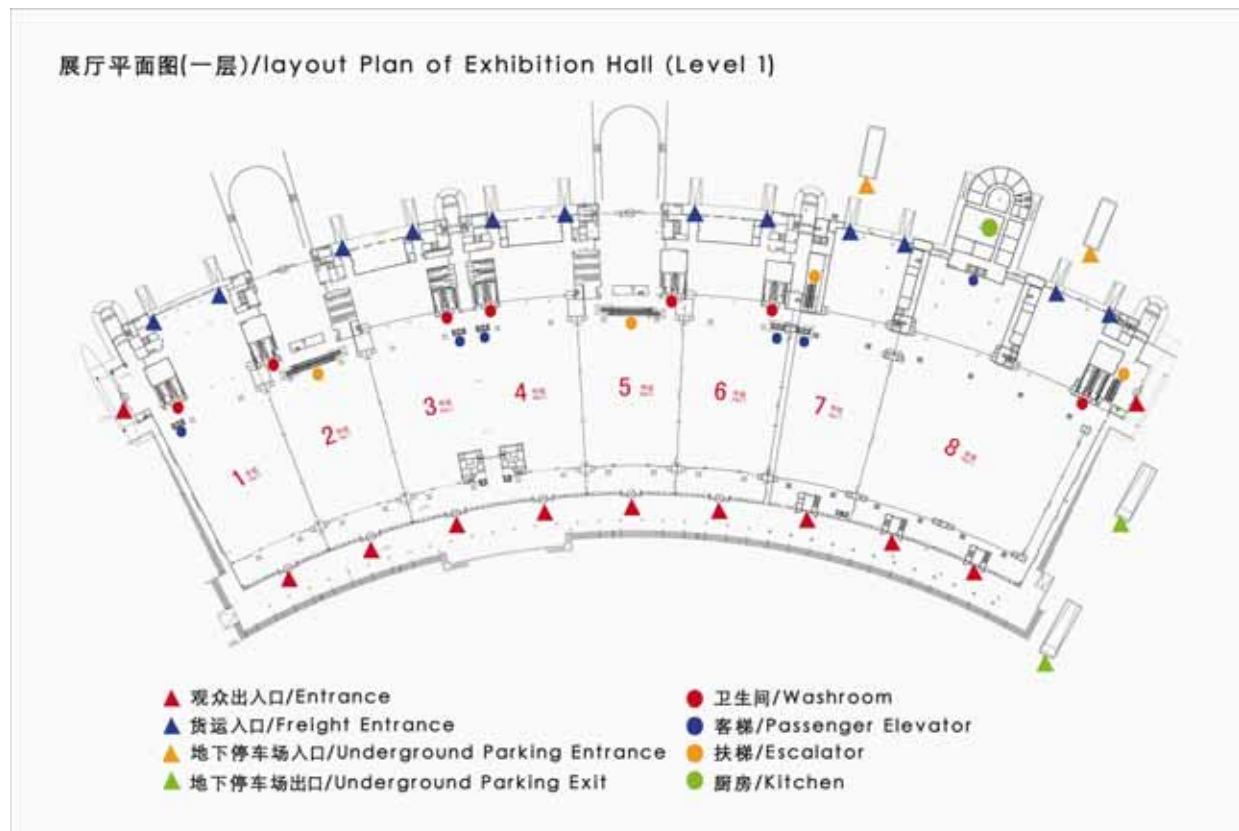 展厅平面图(一层)/layout Plan of Exhibition Hall (Level 1)
1
2
3
4
5
6
7
8
观众出入口/Entrance
货运入口/Freight Entrance
地下停车场入口/Underground Parking Entrance
地下停车场出口/Underground Parking Exit
卫生间/Washroom
客梯/Passenger Elevator
扶梯/Escalator
厨房/Kitchen